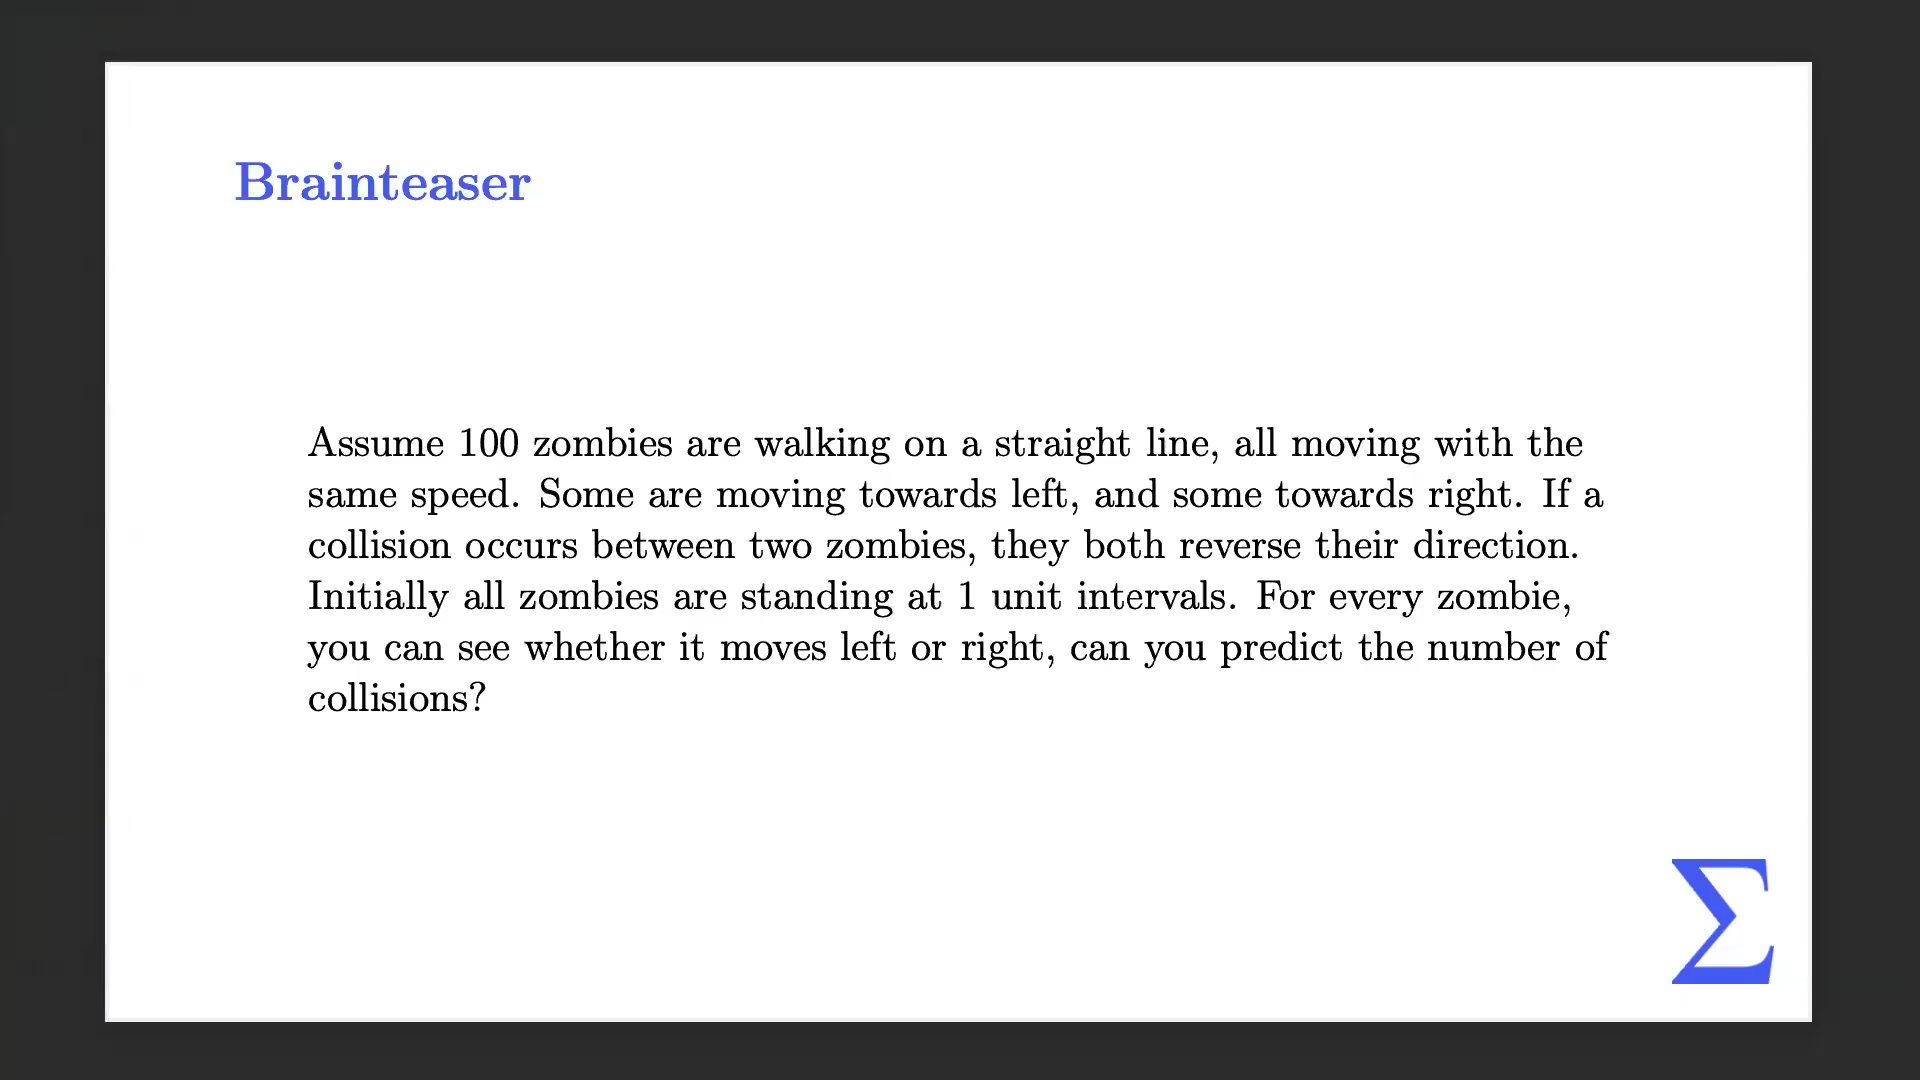 Brainteaser
Assume 100 zombies are walking on a straight line, all moving with the
same speed. Some are moving towards left, and some towards right. If a
collision occurs between two zombies, they both reverse their direction.
Initially all zombies are standing at 1 unit intervals. For every zombie,
you can see whether it moves left or right, can you predict the number of
collisions?
Σ